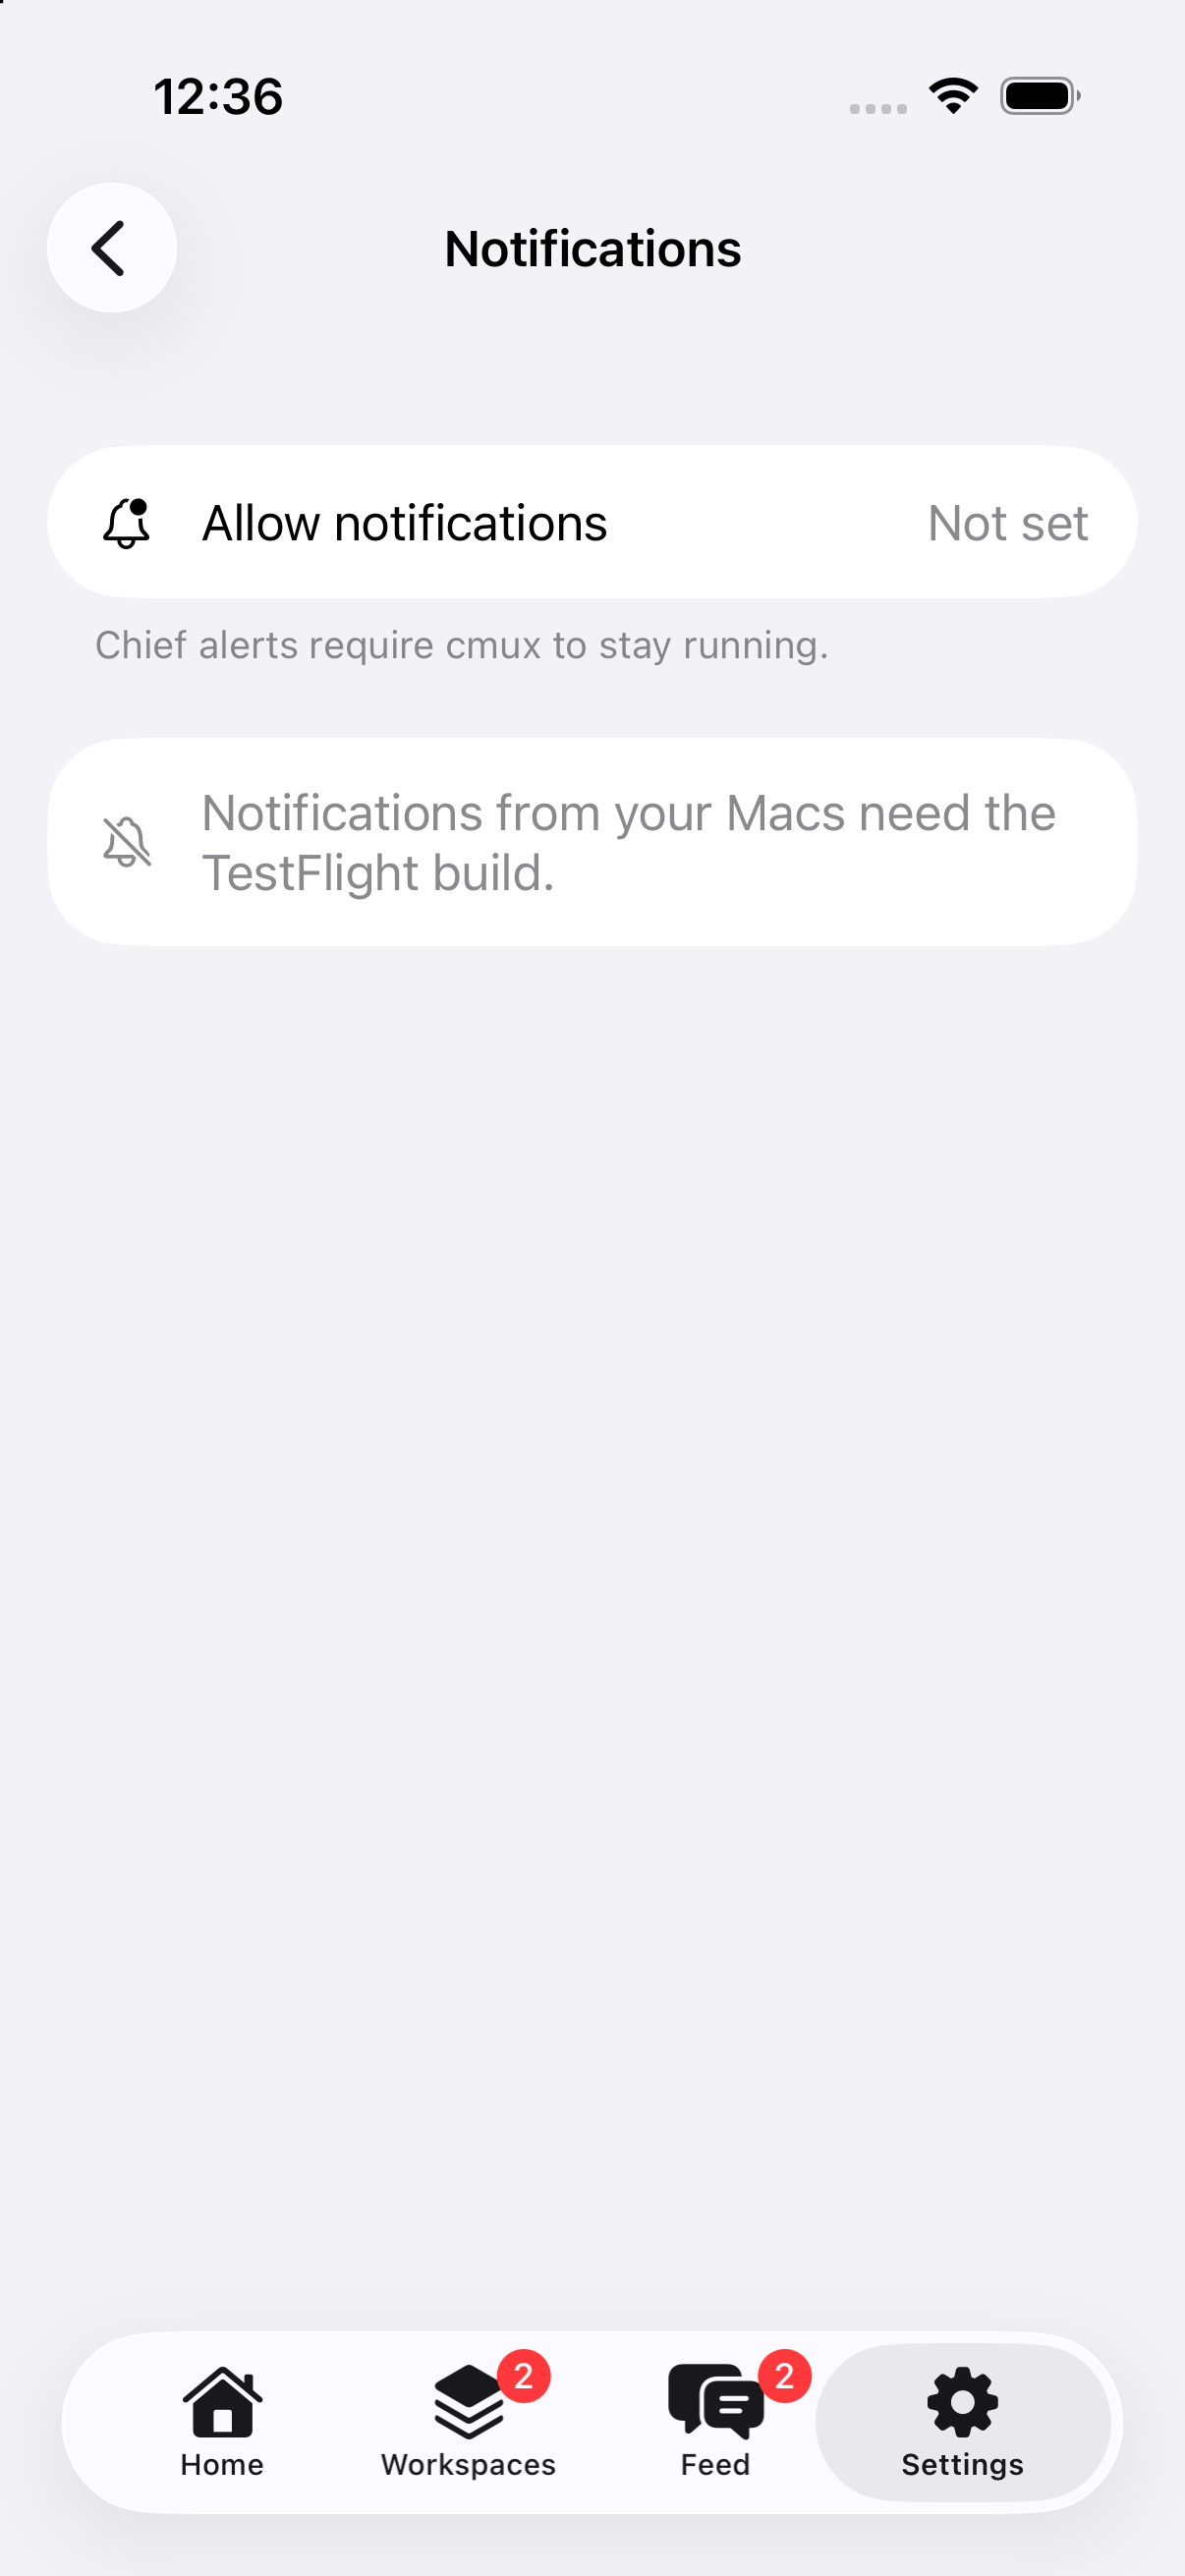 12:36
Notifications
Allow notifications Not set
Chief alerts require cmux to stay running.
Notifications from your Macs need the
TestFlight build.
2 2
Home Workspaces Feed Settings